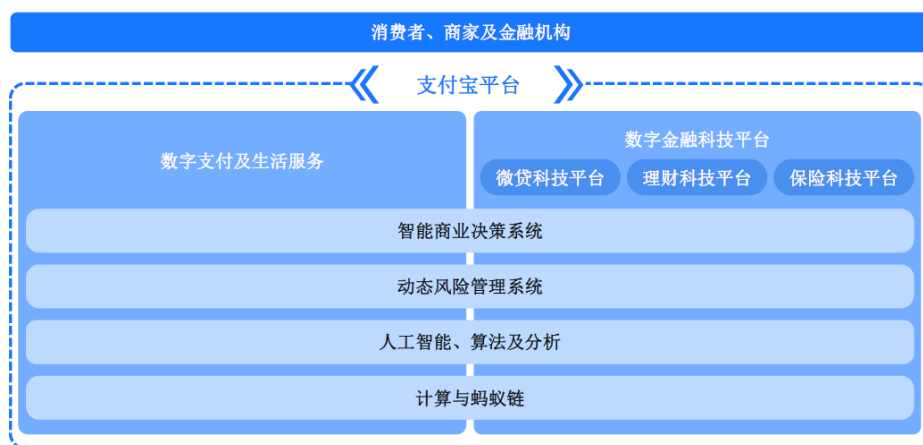 消费者、商家及金融机构
支付宝平台
数字支付及生活服务
数字金融科技平台
微贷科技平台
理财科技平台
保险科技平台
智能商业决策系统
动态风险管理系统
人工智能、算法及分析
计算与蚂蚁链